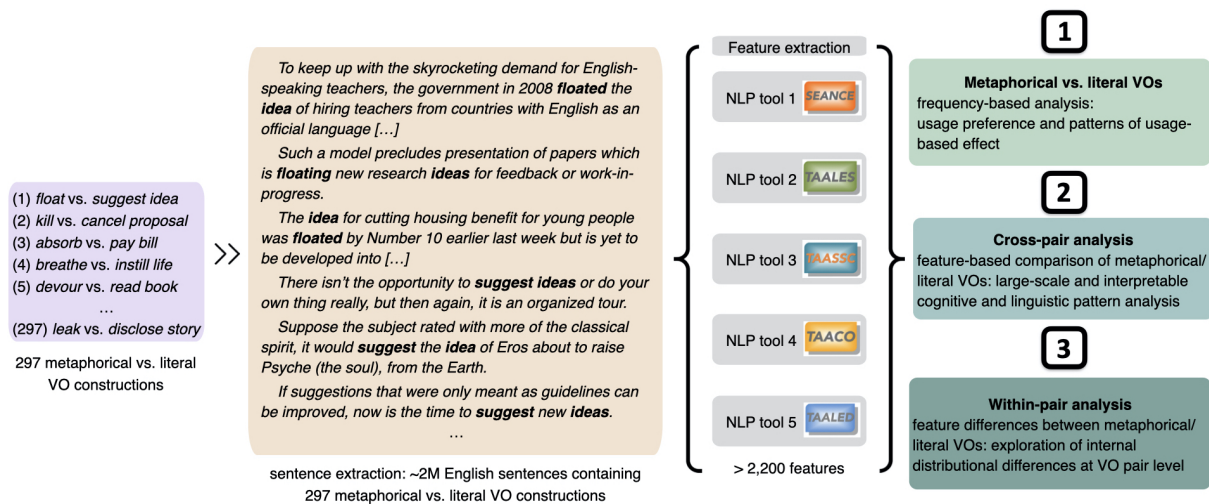 (1) float vs. suggest idea
(2) kill vs. cancel proposal
(3) absorb vs. pay bill
(4) breathe vs. instill life
(5) devour vs. read book
…
(297) leak vs. disclose story
297 metaphorical vs. literal
VO constructions
To keep up with the skyrocketing demand for English-
speaking teachers, the government in 2008 floated the
idea of hiring teachers from countries with English as an
official language […]
Such a model precludes presentation of papers which
is floating new research ideas for feedback or work-in-
progress.
The idea for cutting housing benefit for young people
was floated by Number 10 earlier last week but is yet to
be developed into […]
There isn't the opportunity to suggest ideas or do your
own thing really, but then again, it is an organized tour.
Suppose the subject rated with more of the classical
spirit, it would suggest the idea of Eros about to raise
Psyche (the soul), from the Earth.
If suggestions that were only meant as guidelines can
be improved, now is the time to suggest new ideas.
…
sentence extraction: ~2M English sentences containing
297 metaphorical vs. literal VO constructions
Feature extraction
NLP tool 1 SEANCE
NLP tool 2 TAALES
NLP tool 3 TAASSC
NLP tool 4 TAACO
NLP tool 5 TAALED
> 2,200 features
1
Metaphorical vs. literal VOs
frequency-based analysis:
usage preference and patterns of usage-
based effect
2
Cross-pair analysis
feature-based comparison of metaphorical/
literal VOs: large-scale and interpretable
cognitive and linguistic pattern analysis
3
Within-pair analysis
feature differences between metaphorical/
literal VOs: exploration of internal
distributional differences at VO pair level